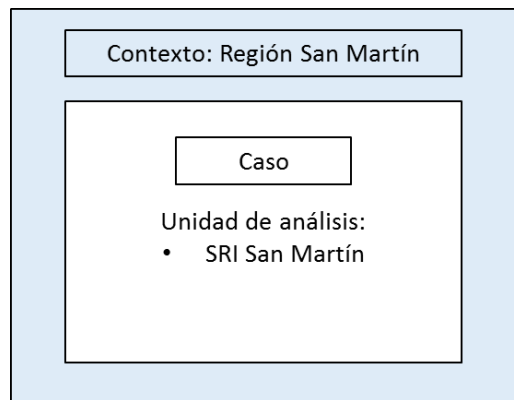 Contexto: Región San Martín
Caso
Unidad de análisis:
• SRI San Martín